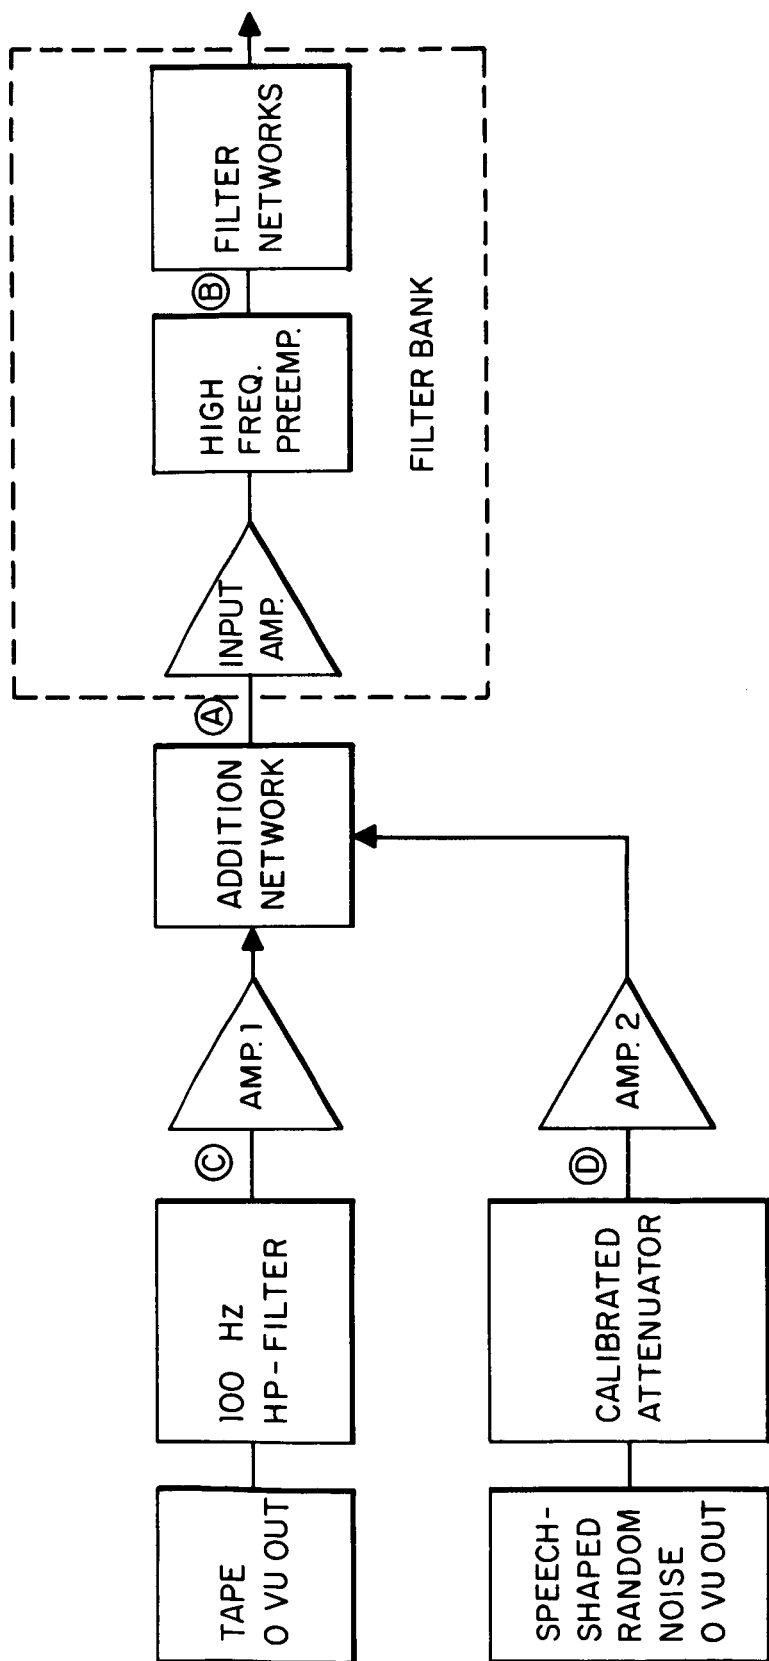 TAPE
0 VU OUT
100 Hz
HP-FILTER
C
AMP. 1
ADDITION
NETWORK
A
INPUT
AMP.
HIGH
FREQ.
PREEMP.
B
FILTER
NETWORKS
FILTER BANK
SPEECH-
SHAPED
RANDOM
NOISE
0 VU OUT
CALIBRATED
ATTENUATOR
D
AMP. 2